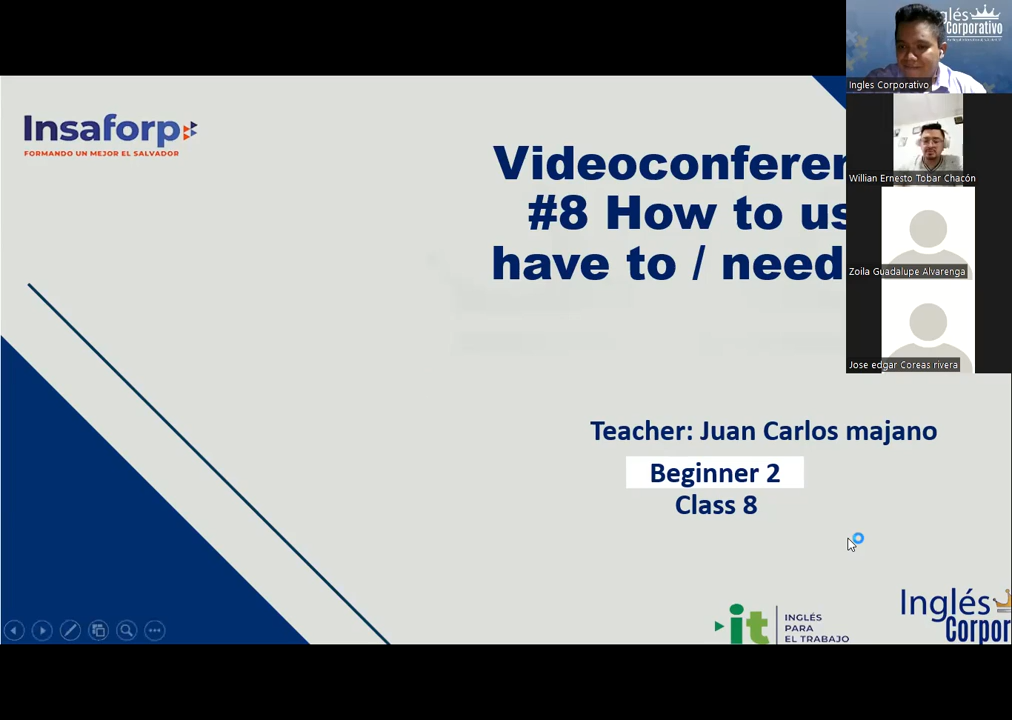 Inglés
Corporativo
Ingles Corporativo
Willian Ernesto Tobar Chacón
Zoila Guadalupe Alvarenga
Jose edgar Coreas rivera
Insaforp
FORMANDO UN MEJOR EL SALVADOR
Videoconferen
#8 How to us
have to / need
Teacher: Juan Carlos majano
Beginner 2
Class 8
it
INGLÉS
PARA
EL TRABAJO
Inglés
Corpor